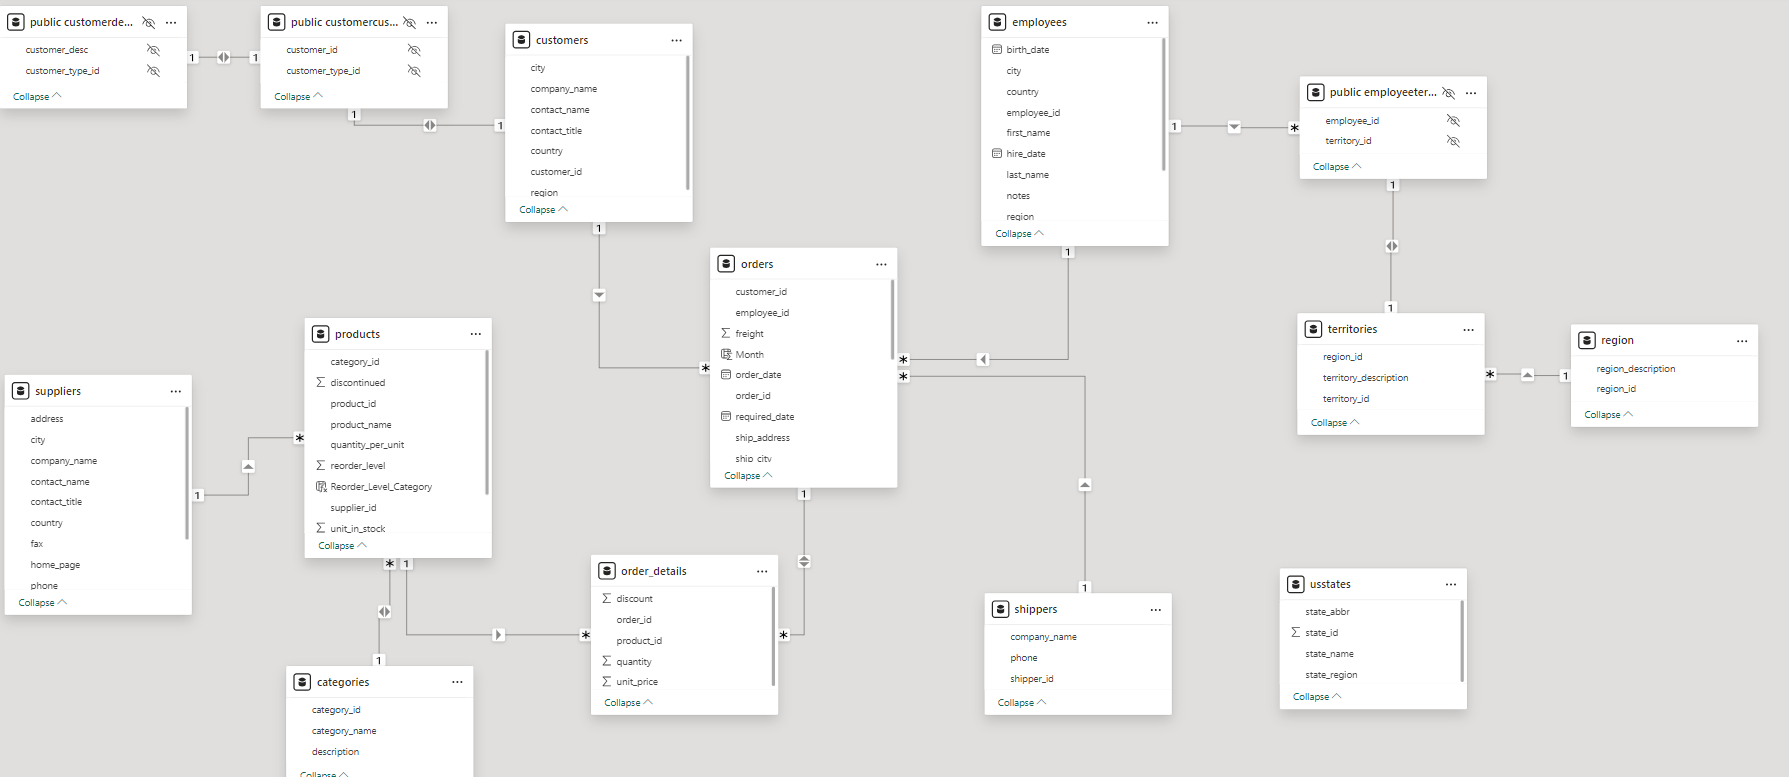 public customerde...
customer_desc
customer_type_id
Collapse
1
1
public customercus...
customer_id
customer_type_id
Collapse
1
1
customers
city
company_name
contact_name
contact_title
country
customer_id
region
Collapse
1
employees
birth_date
city
country
employee_id
first_name
hire_date
last_name
notes
region
Collapse
1
1
*
public employeeter...
employee_id
territory_id
Collapse
1
1
orders
customer_id
employee_id
freight
Month
order_date
order_id
required_date
ship_address
ship_city
Collapse
*
*
*
1
products
category_id
discontinued
product_id
product_name
quantity_per_unit
reorder_level
Reorder_Level_Category
supplier_id
unit_in_stock
Collapse
*
*
1
territories
region_id
territory_description
territory_id
Collapse
*
1
region
region_description
region_id
Collapse
suppliers
address
city
company_name
contact_name
contact_title
country
fax
home_page
phone
Collapse
1
order_details
discount
order_id
product_id
quantity
unit_price
Collapse
*
*
1
shippers
company_name
phone
shipper_id
Collapse
usstates
state_abbr
state_id
state_name
state_region
Collapse
1
categories
category_id
category_name
description
Collapse